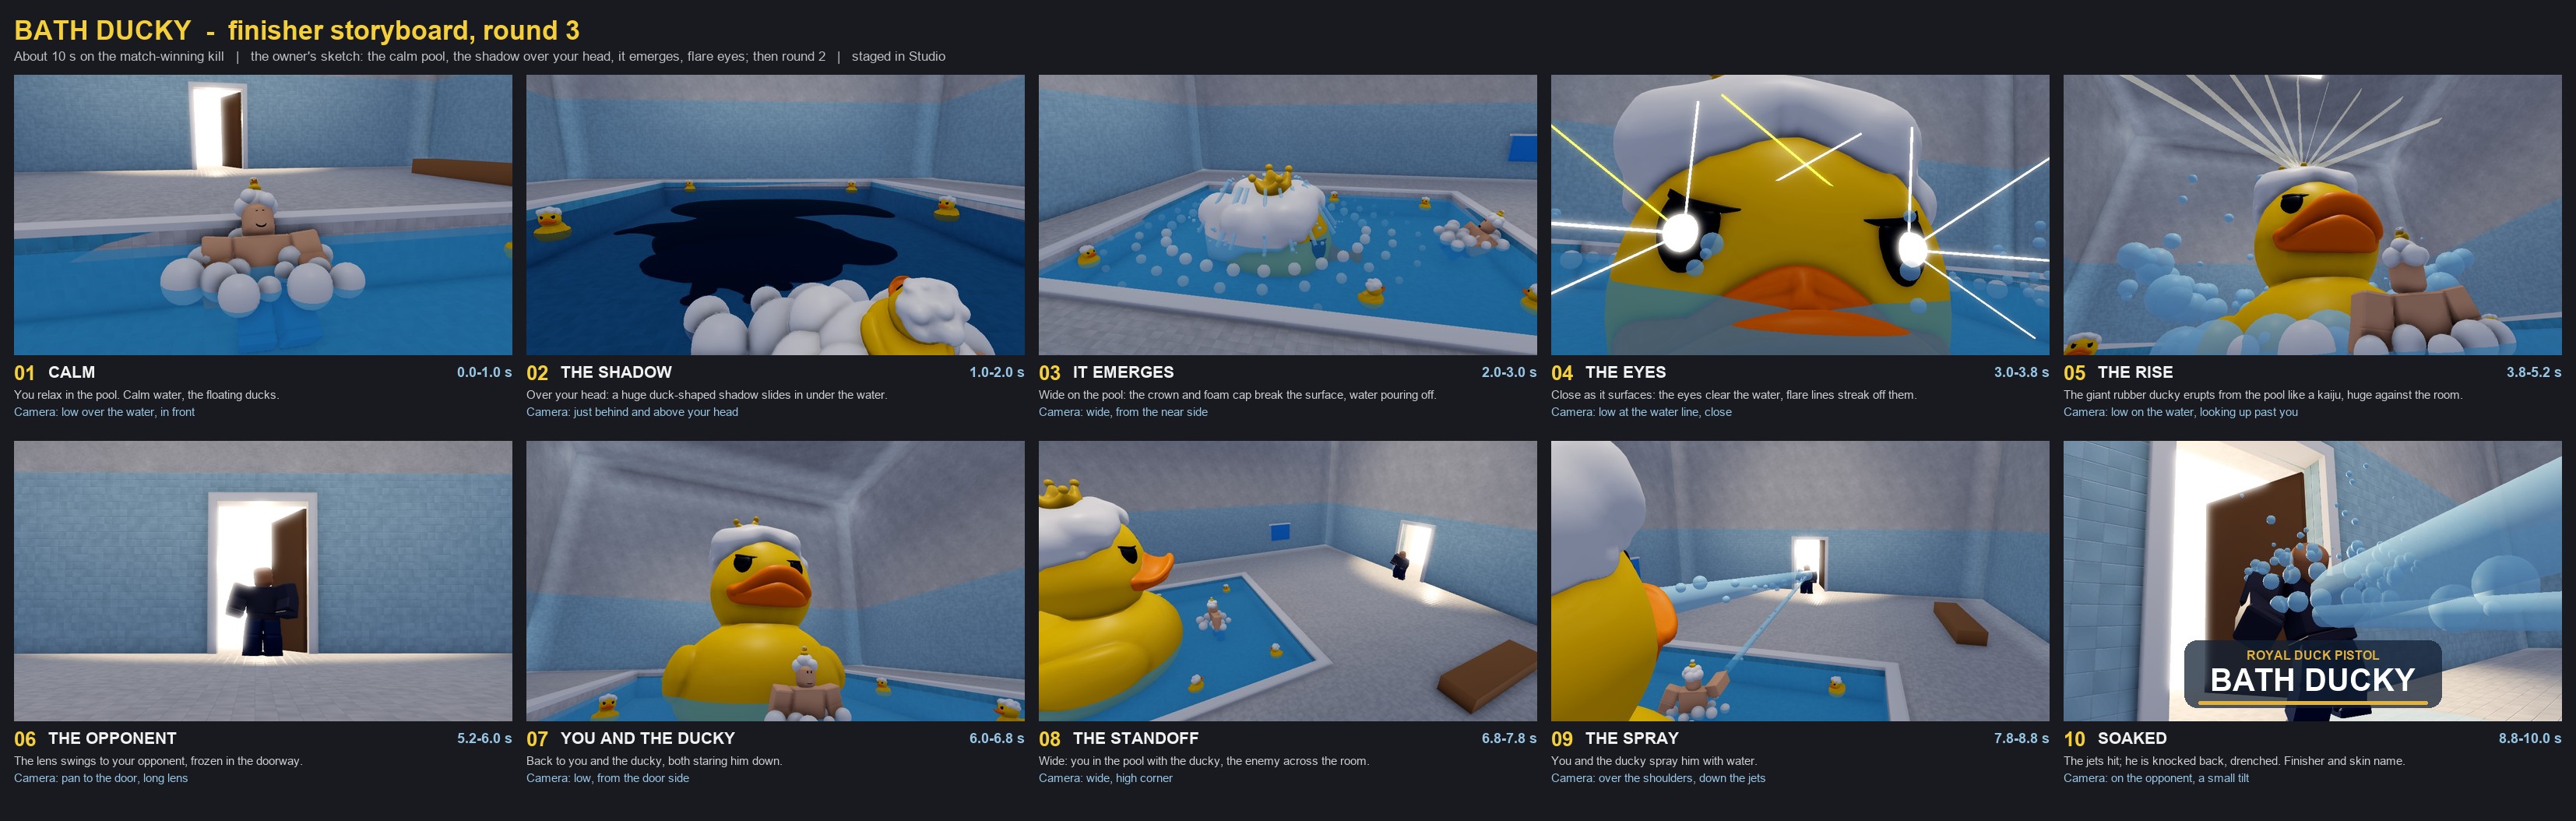 BATH DUCKY - finisher storyboard, round 3
About 10 s on the match-winning kill | the owner's sketch: the calm pool, the shadow over your head, it emerges, flare eyes; then round 2 | staged in Studio
01 CALM 0.0-1.0 s
You relax in the pool. Calm water, the floating ducks.
Camera: low over the water, in front
02 THE SHADOW 1.0-2.0 s
Over your head: a huge duck-shaped shadow slides in under the water.
Camera: just behind and above your head
03 IT EMERGES 2.0-3.0 s
Wide on the pool: the crown and foam cap break the surface, water pouring off.
Camera: wide, from the near side
04 THE EYES 3.0-3.8 s
Close as it surfaces: the eyes clear the water, flare lines streak off them.
Camera: low at the water line, close
05 THE RISE 3.8-5.2 s
The giant rubber ducky erupts from the pool like a kaiju, huge against the room.
Camera: low on the water, looking up past you
06 THE OPPONENT 5.2-6.0 s
The lens swings to your opponent, frozen in the doorway.
Camera: pan to the door, long lens
07 YOU AND THE DUCKY 6.0-6.8 s
Back to you and the ducky, both staring him down.
Camera: low, from the door side
08 THE STANDOFF 6.8-7.8 s
Wide: you in the pool with the ducky, the enemy across the room.
Camera: wide, high corner
09 THE SPRAY 7.8-8.8 s
You and the ducky spray him with water.
Camera: over the shoulders, down the jets
ROYAL DUCK PISTOL
BATH DUCKY
10 SOAKED 8.8-10.0 s
The jets hit; he is knocked back, drenched. Finisher and skin name.
Camera: on the opponent, a small tilt